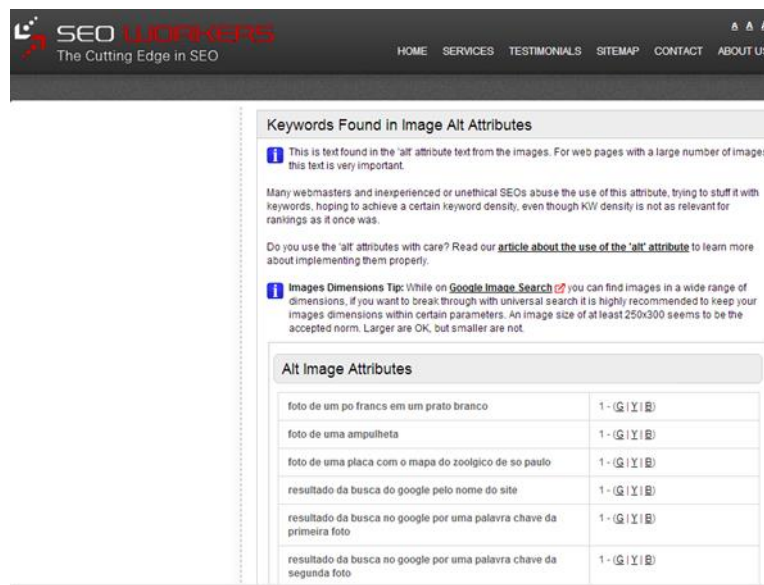 SEO WORKERS
The Cutting Edge in SEO
A A
HOME SERVICES TESTIMONIALS SITEMAP CONTACT ABOUT US
Keywords Found in Image Alt Attributes
This is text found in the 'alt' attribute text from the images. For web pages with a large number of images
this text is very important.
Many webmasters and inexperienced or unethical SEOs abuse the use of this attribute, trying to stuff it with
keywords, hoping to achieve a certain keyword density, even though KW density is not as relevant for
rankings as it once was.
Do you use the 'alt' attributes with care? Read our article about the use of the 'alt' attribute to learn more
about implementing them properly.
Images Dimensions Tip: While on Google Image Search you can find images in a wide range of
dimensions, if you want to break through with universal search it is highly recommended to keep your
images dimensions within certain parameters. An image size of at least 250x300 seems to be the
accepted norm. Larger are OK, but smaller are not.
Alt Image Attributes
foto de um po francs em um prato branco 1 - (G | Y | B)
foto de uma ampulheta 1 - (G | Y | B)
foto de uma placa com o mapa do zoolgico de so paulo 1 - (G | Y | B)
resultado da busca do google pelo nome do site 1 - (G | Y | B)
resultado da busca no google por uma palavra chave da 1 - (G | Y | B)
primeira foto
resultado da busca no google por uma palavra chave da 1 - (G | Y | B)
segunda foto